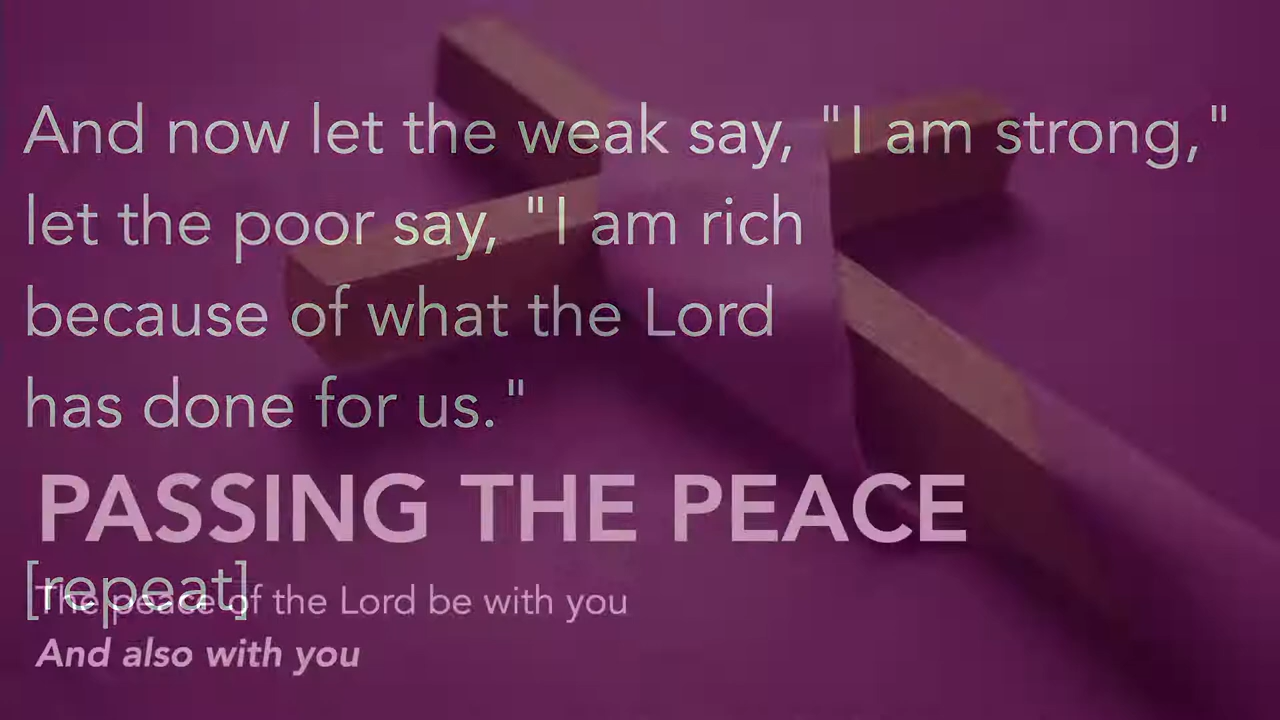 And now let the weak say, "I am strong,"
let the poor say, "I am rich
because of what the Lord
has done for us."
PASSING THE PEACE
[repeat]
The peace of the Lord be with you
And also with you